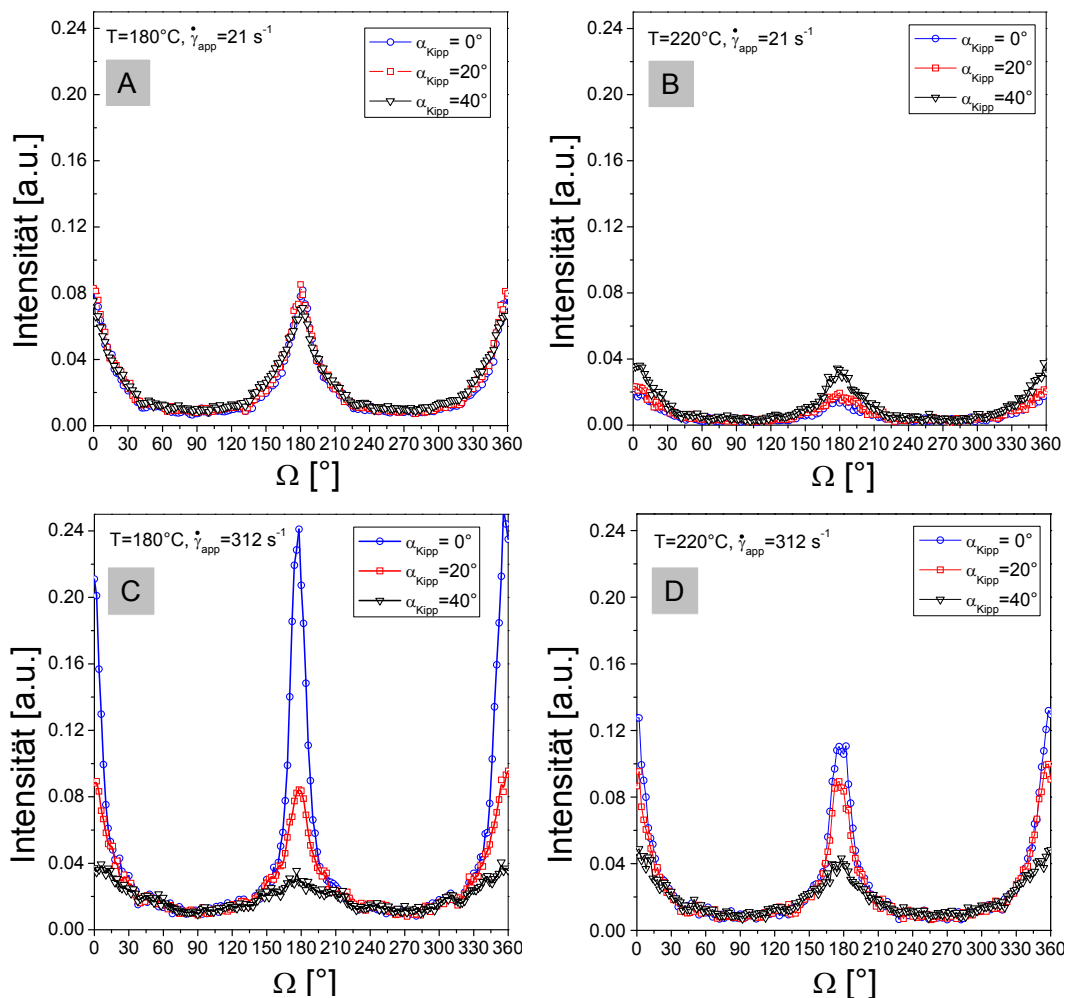 T=180°C, γ̇app=21 s-1
αKipp= 0°
αKipp=20°
αKipp=40°
A
0.24
0.20
0.16
0.12
0.08
0.04
0.00
Intensität [a.u.]
0 30 60 90 120 150 180 210 240 270 300 330 360
Ω [°]
T=220°C, γ̇app=21 s-1
αKipp= 0°
αKipp=20°
αKipp=40°
B
0.24
0.20
0.16
0.12
0.08
0.04
0.00
Intensität [a.u.]
0 30 60 90 120 150 180 210 240 270 300 330 360
Ω [°]
T=180°C, γ̇app=312 s-1
αKipp= 0°
αKipp=20°
αKipp=40°
C
0.24
0.20
0.16
0.12
0.08
0.04
0.00
Intensität [a.u.]
0 30 60 90 120 150 180 210 240 270 300 330 360
Ω [°]
T=220°C, γ̇app=312 s-1
αKipp= 0°
αKipp=20°
αKipp=40°
D
0.24
0.20
0.16
0.12
0.08
0.04
0.00
Intensität [a.u.]
0 30 60 90 120 150 180 210 240 270 300 330 360
Ω [°]